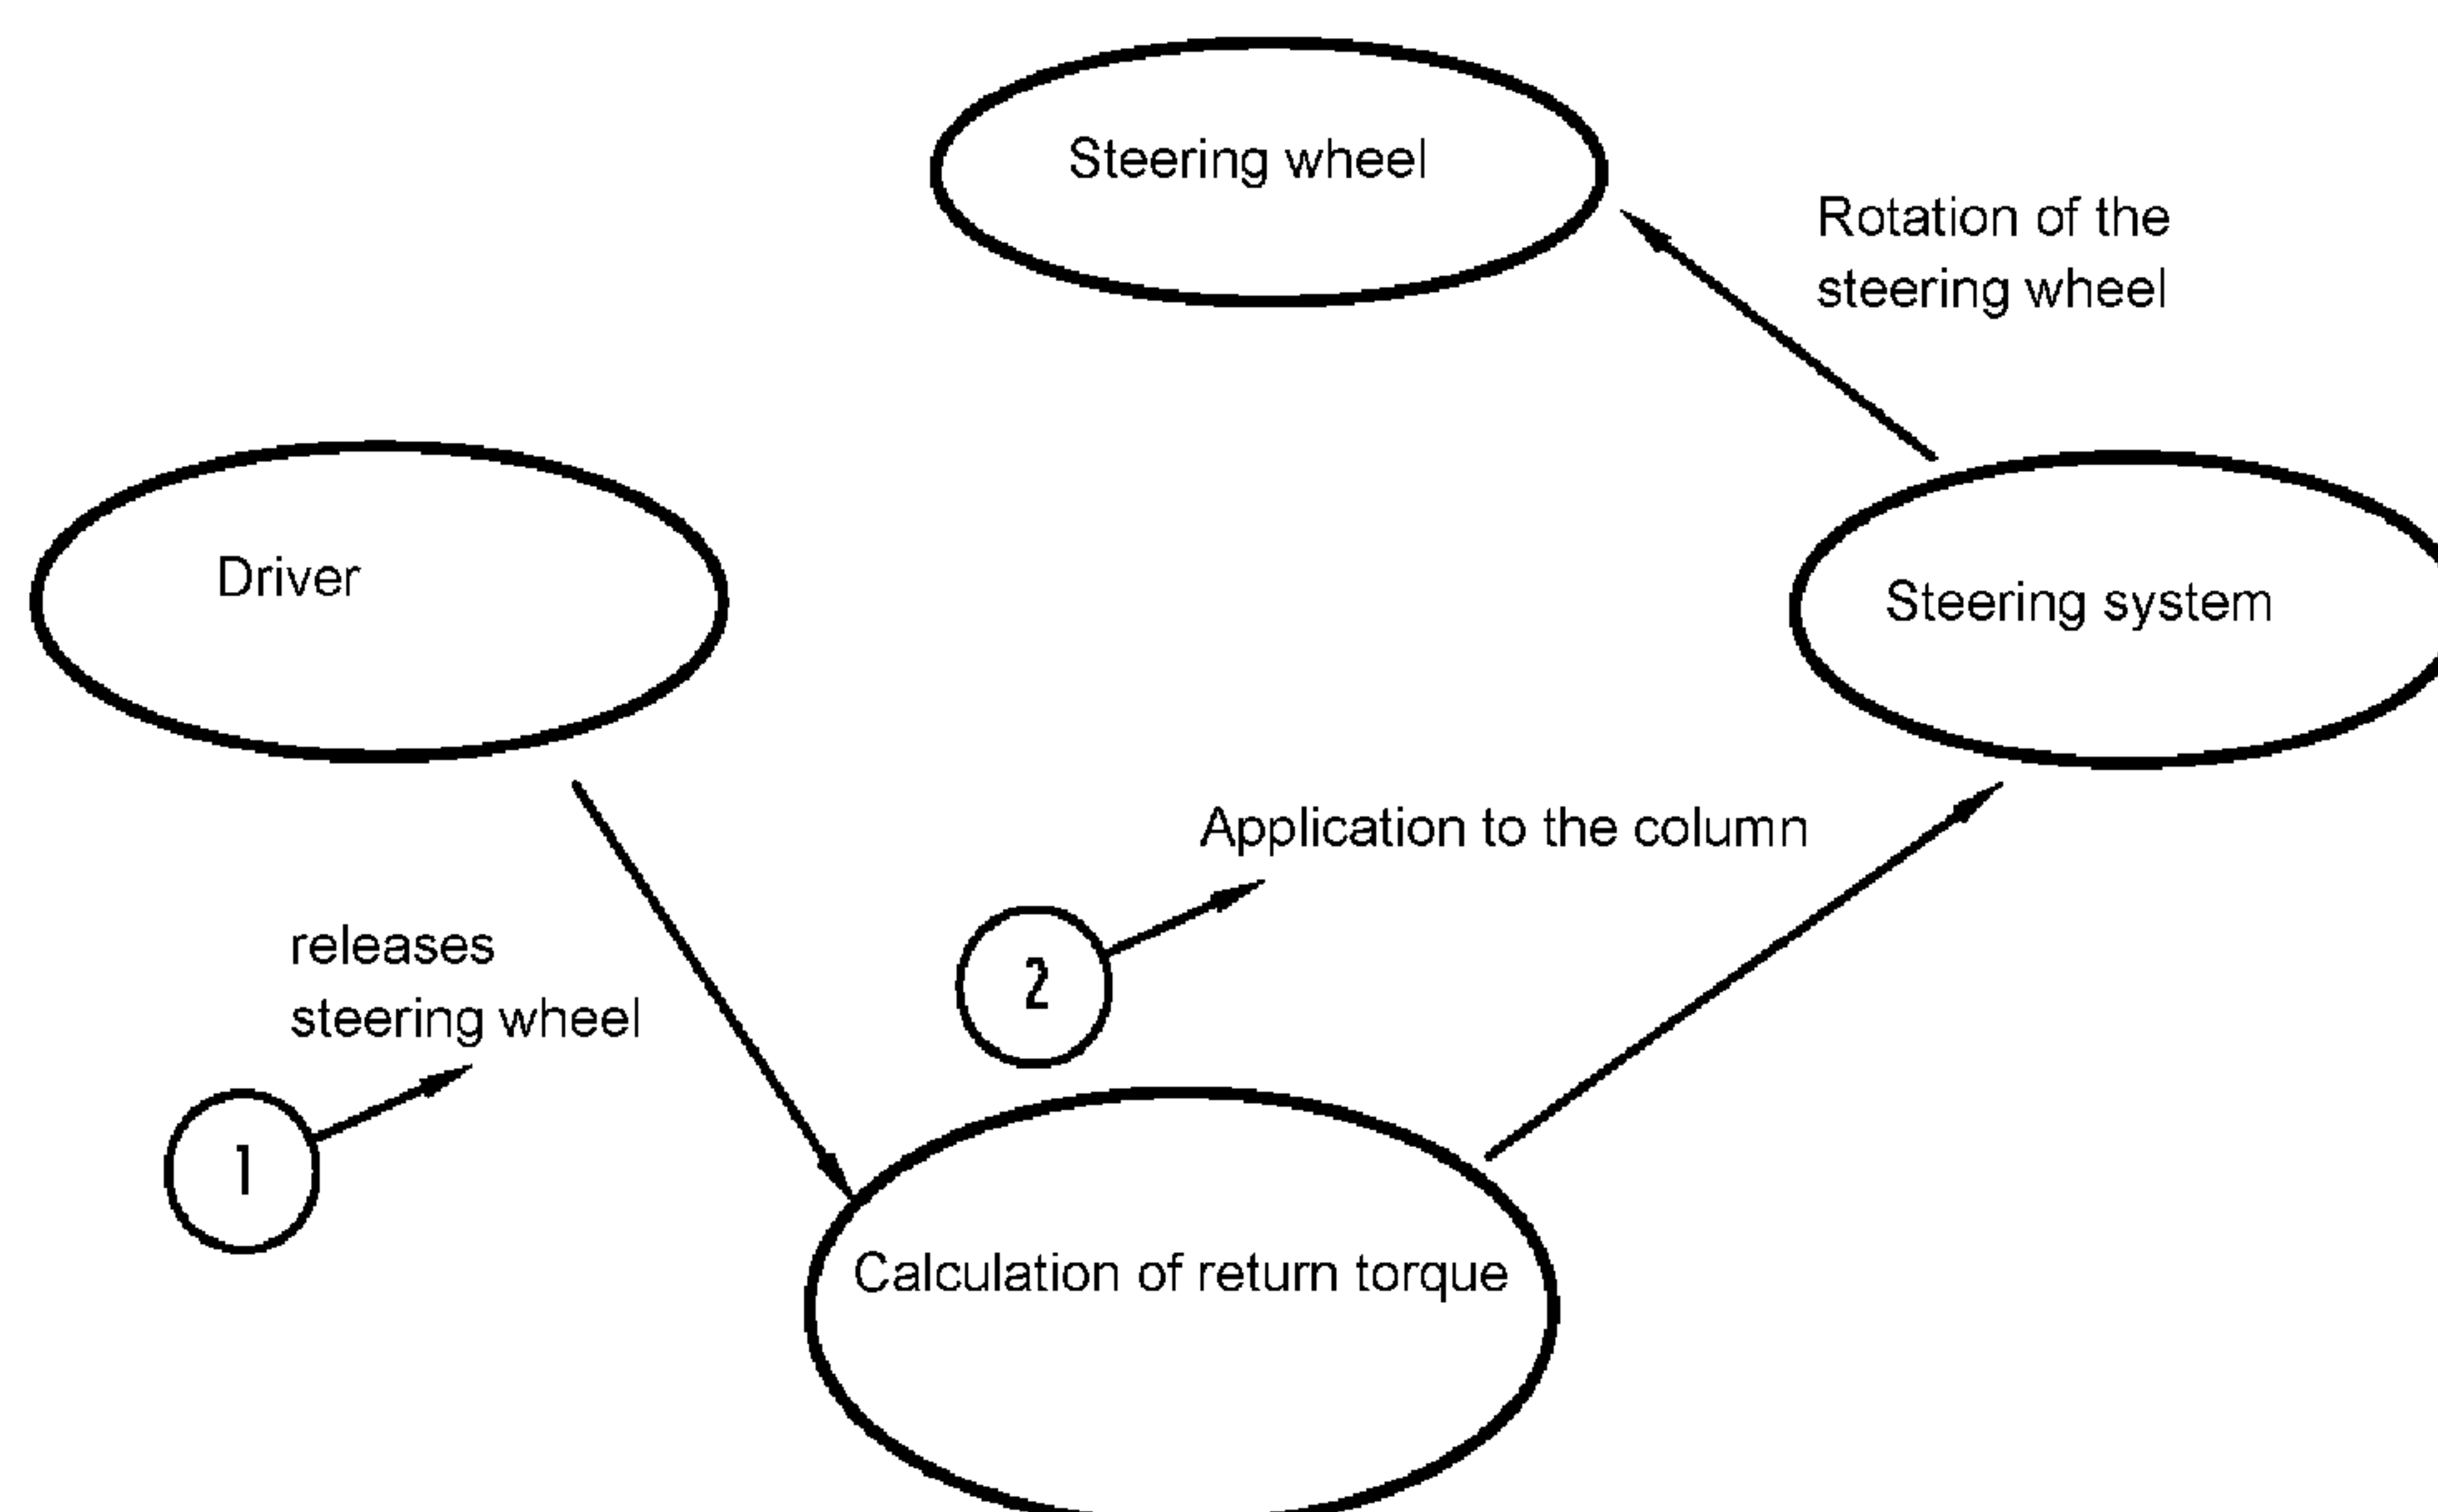 Steering wheel
Rotation of the
steering wheel
Driver
Steering system
Application to the column
releases
steering wheel
2
1
Calculation of return torque